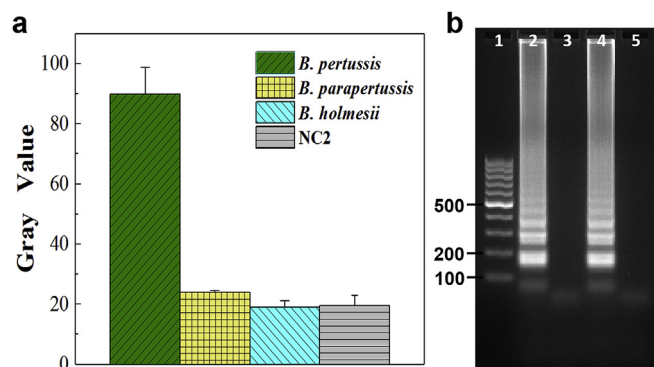 a
Gray Value
100
80
60
40
20
0
B. pertussis
B. parapertussis
B. holmesii
NC2
b
1 2 3 4 5
500
200
100